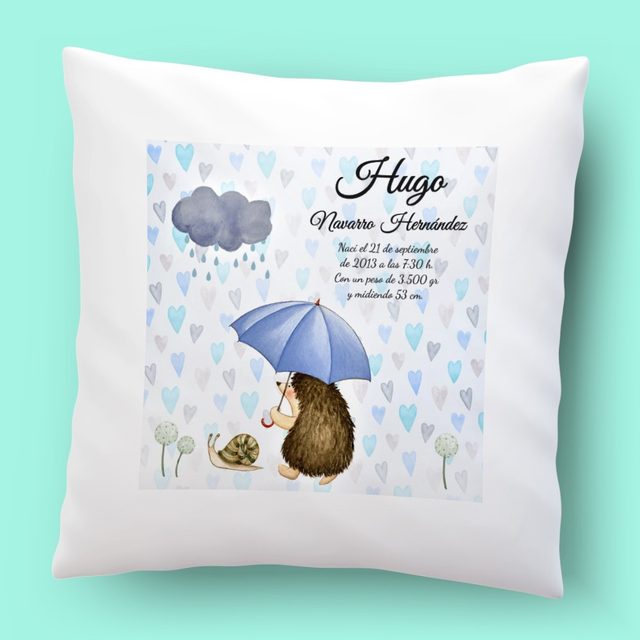 Hugo
Navarro Hernández
Nací el 21 de septiembre
de 2013 a las 7:30 h.
Con un peso de 3.500 gr
y midiendo 53 cm.